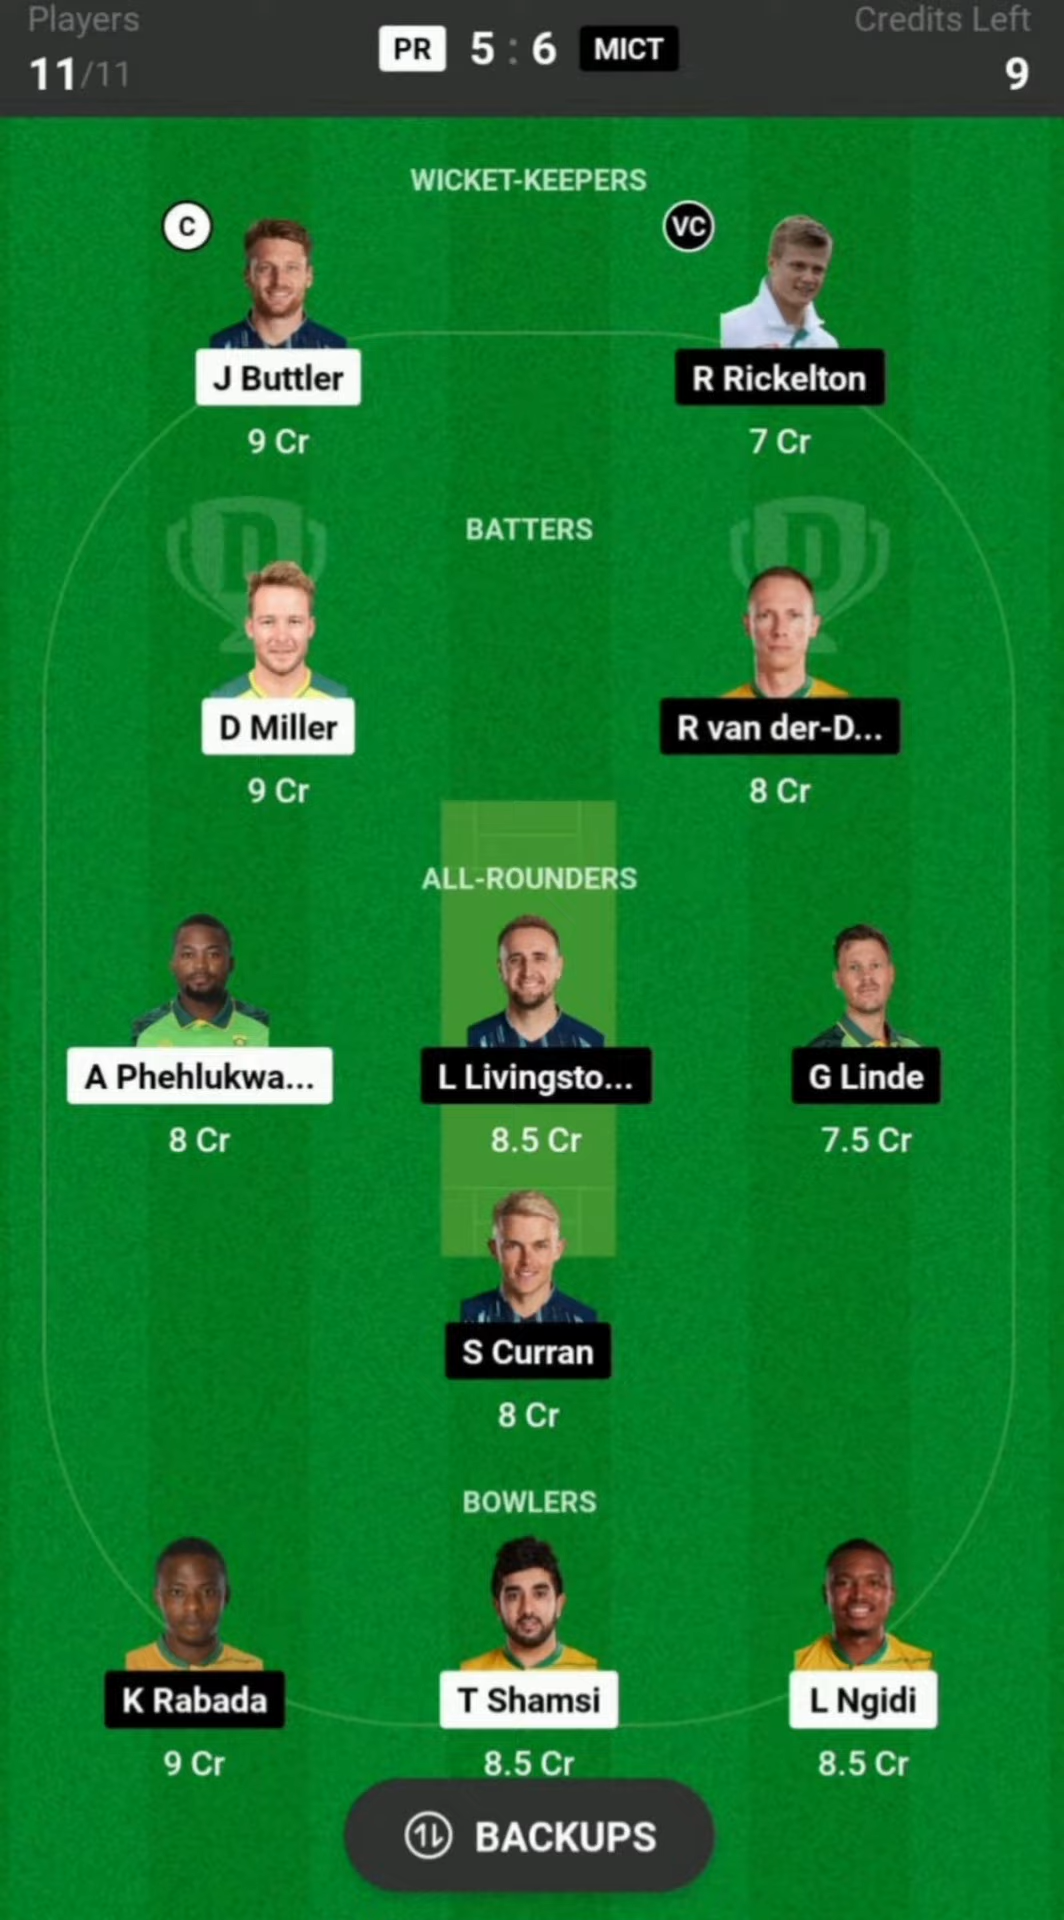 Players
Credits Left
11/11
PR 5 : 6 MICT
9
WICKET-KEEPERS
C
VC
J Buttler
R Rickelton
9 Cr
7 Cr
BATTERS
D Miller
R van der-D...
9 Cr
8 Cr
ALL-ROUNDERS
A Phehlukwa...
L Livingsto...
G Linde
8 Cr
8.5 Cr
7.5 Cr
S Curran
8 Cr
BOWLERS
K Rabada
T Shamsi
L Ngidi
9 Cr
8.5 Cr
8.5 Cr
BACKUPS